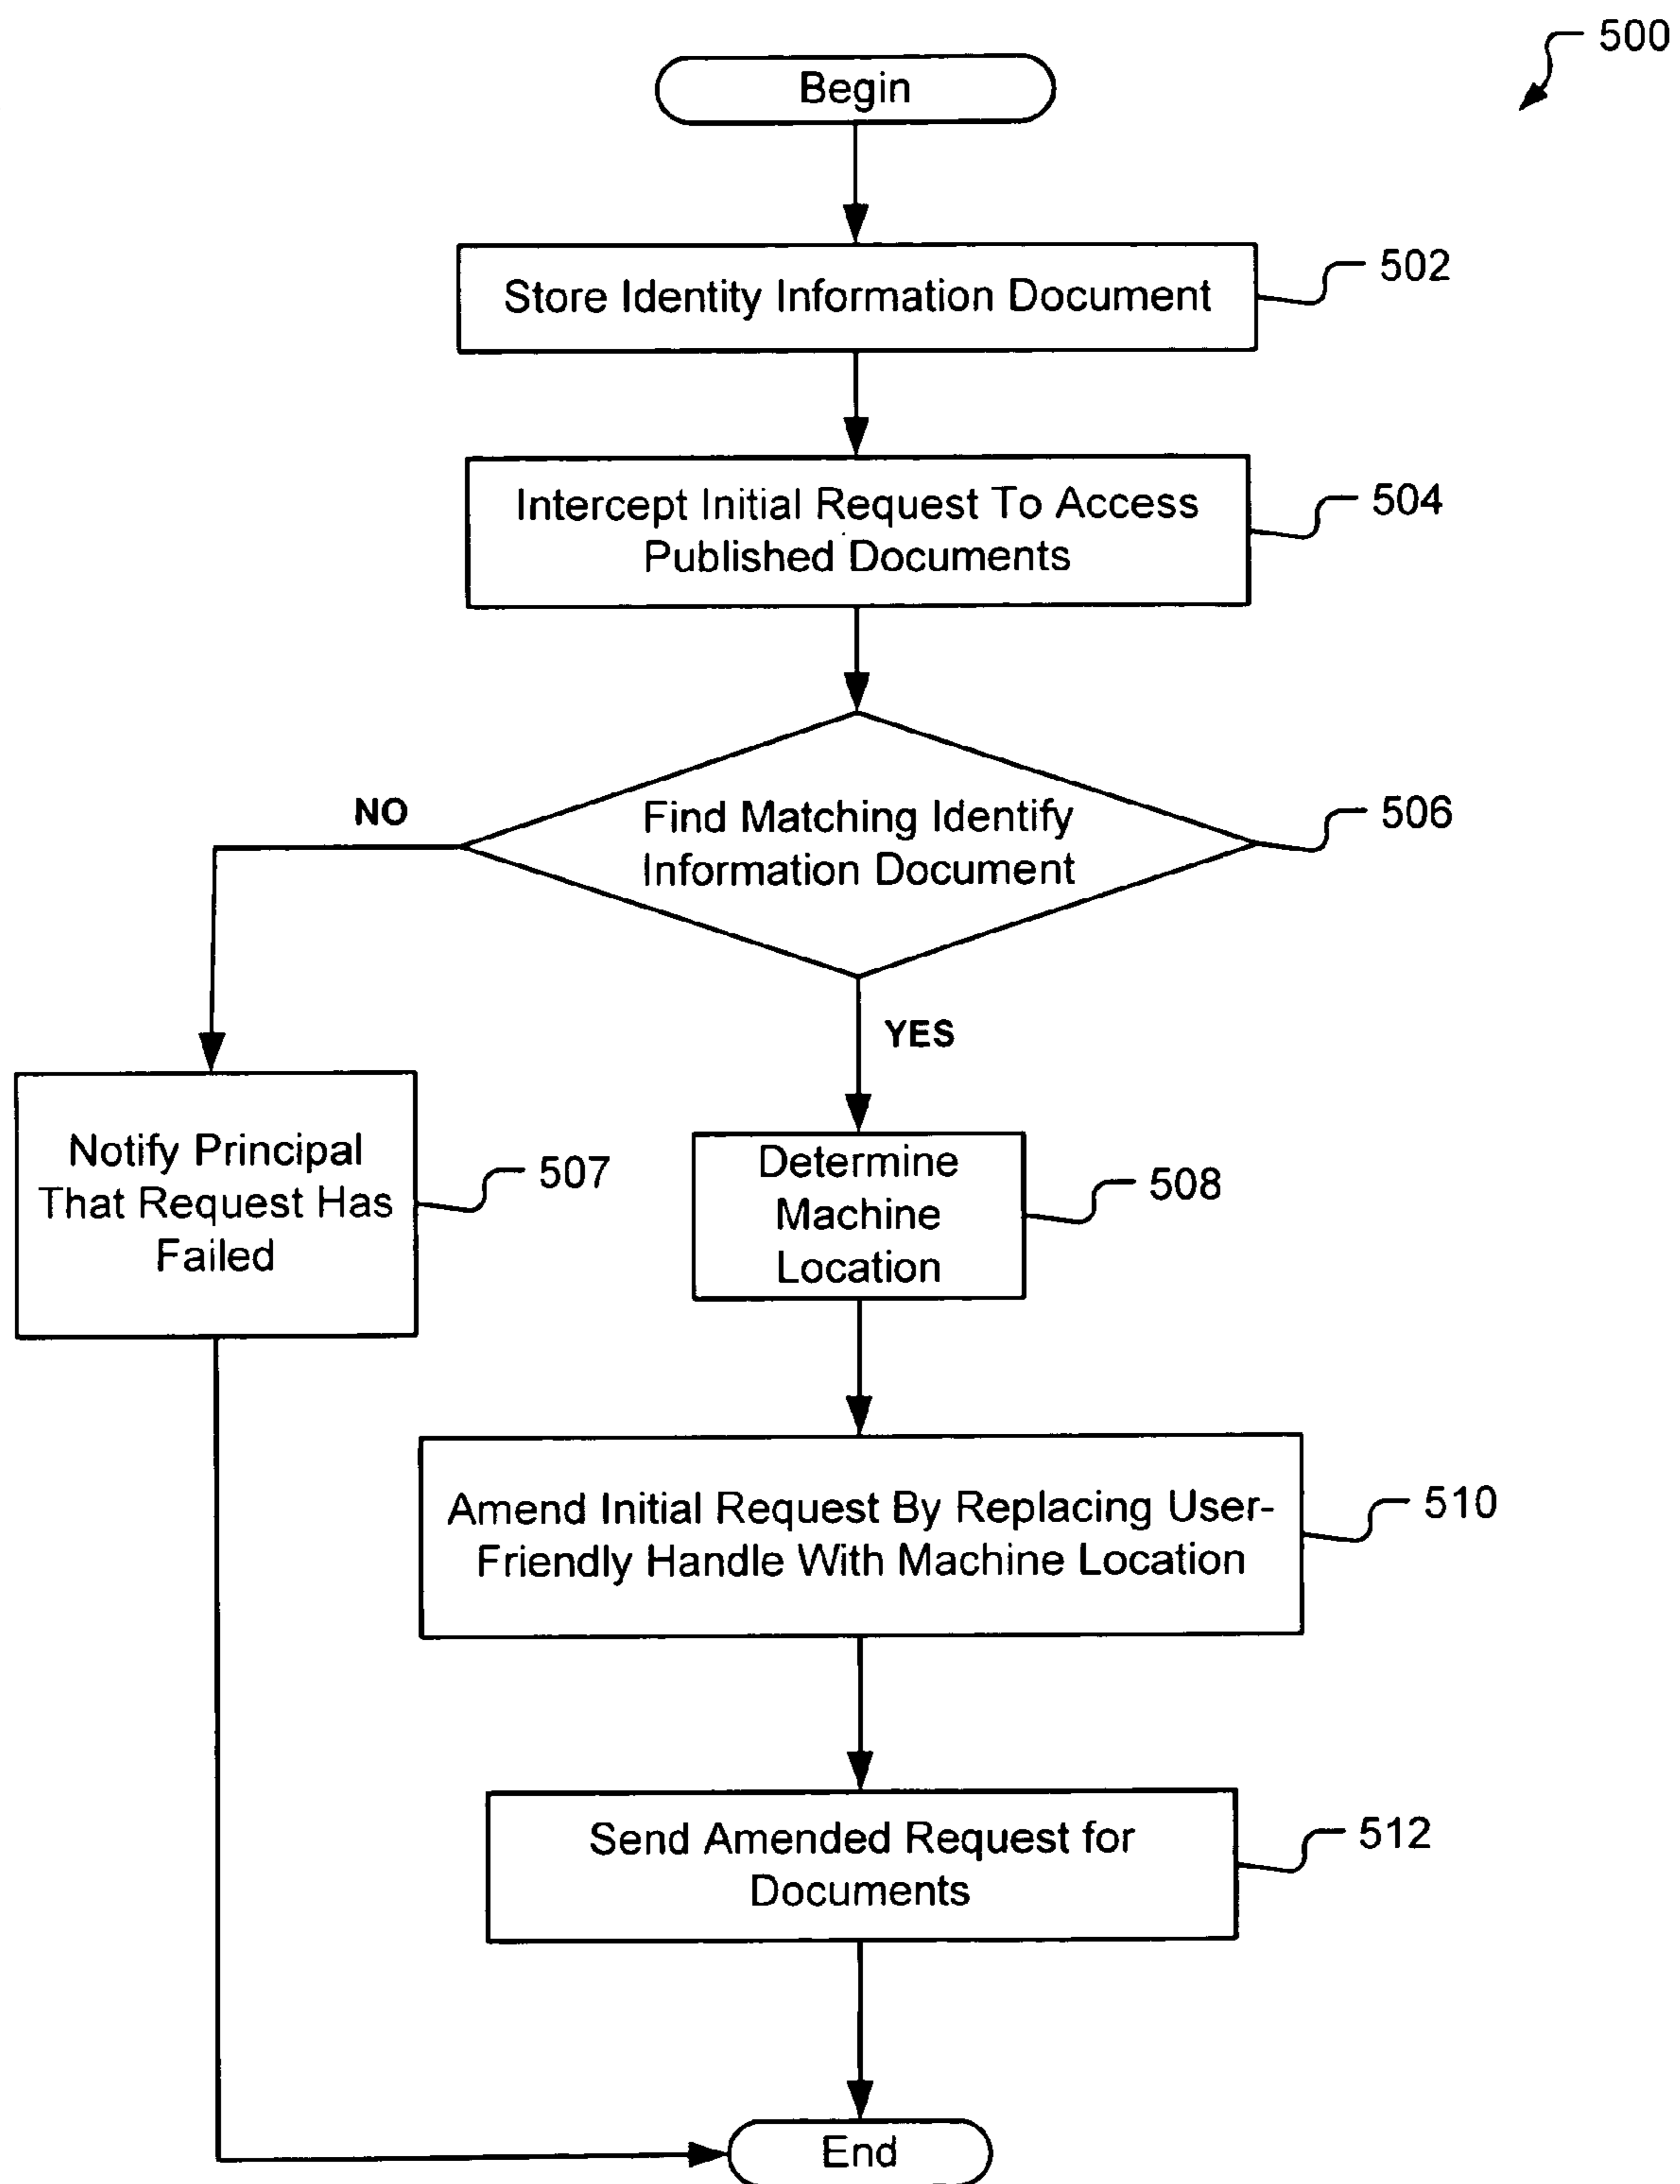 500
Begin
Store Identity Information Document
502
Intercept Initial Request To Access
Published Documents
504
Find Matching Identify
Information Document
506
NO
YES
Notify Principal
That Request Has
Failed
507
Determine
Machine
Location
508
Amend Initial Request By Replacing User-
Friendly Handle With Machine Location
510
Send Amended Request for
Documents
512
End